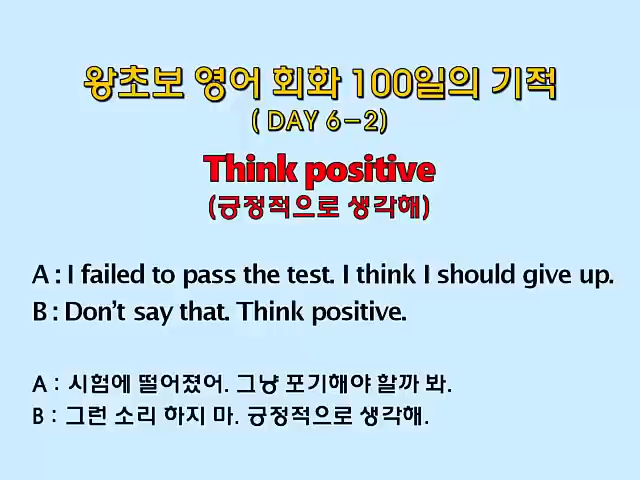 왕초보 영어 회화 100일의 기적
( DAY 6-2)
Think positive
(긍정적으로 생각해)
A : I failed to pass the test. I think I should give up.
B : Don't say that. Think positive.
A : 시험에 떨어졌어. 그냥 포기해야 할까 봐.
B : 그런 소리 하지 마. 긍정적으로 생각해.